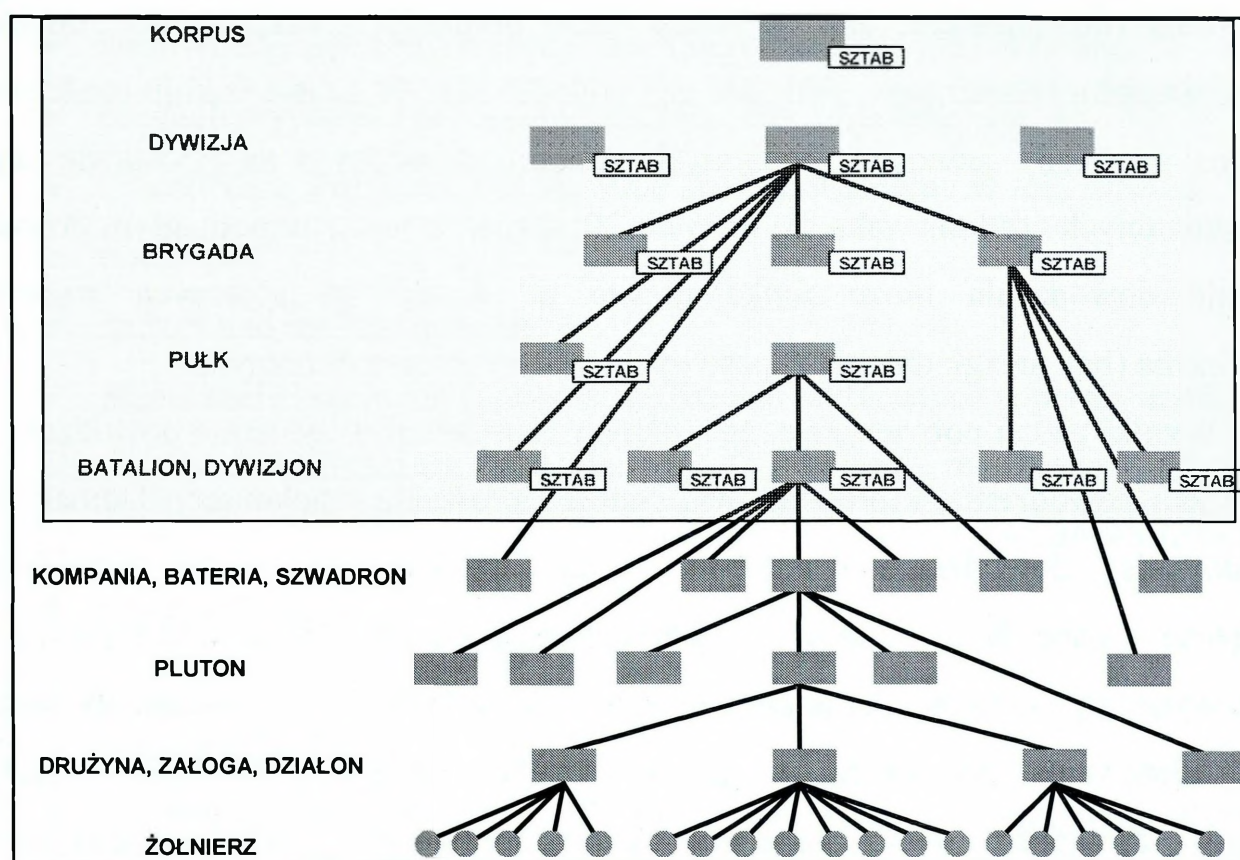 KORPUS
SZTAB
DYWIZJA
SZTAB SZTAB SZTAB
BRYGADA
SZTAB SZTAB SZTAB
PUŁK
SZTAB SZTAB
BATALION, DYWIZJON
SZTAB SZTAB SZTAB SZTAB SZTAB
KOMPANIA, BATERIA, SZWADRON
PLUTON
DRUŻYNA, ZAŁOGA, DZIAŁON
ŻOŁNIERZ